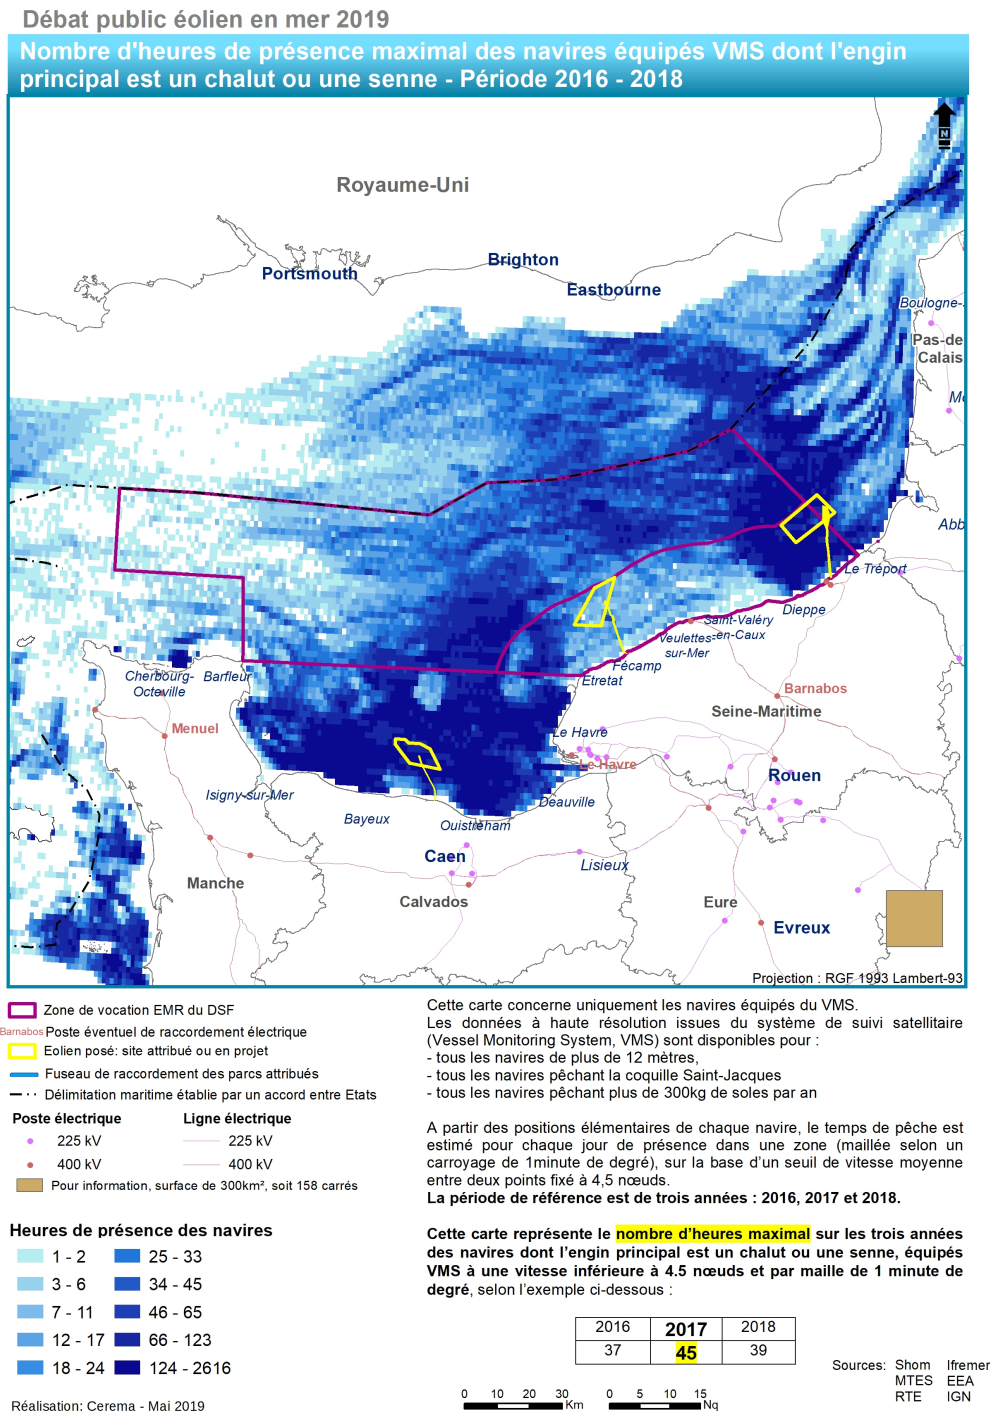 Débat public éolien en mer 2019
Nombre d'heures de présence maximal des navires équipés VMS dont l'engin
principal est un chalut ou une senne - Période 2016 - 2018
N
Royaume-Uni
Portsmouth
Brighton
Eastbourne
Boulogne-
Pas-de
Calais
Mo
Abb
Le Tréport
Dieppe
Saint-Valéry
-en-Caux
Veulettes-
sur-Mer
Fécamp
Etretat
Cherbourg-
Octeville
Barfleur
Menuel
Barnabos
Seine-Maritime
Le Havre
Le Havre
Rouen
Isigny-sur-Mer
Bayeux
Ouistreham
Deauville
Caen
Lisieux
Manche
Calvados
Eure
Evreux
Projection : RGF 1993 Lambert-93
Zone de vocation EMR du DSF
Barnabos Poste éventuel de raccordement électrique
Eolien posé: site attribué ou en projet
Fuseau de raccordement des parcs attribués
Délimitation maritime établie par un accord entre Etats
Poste électrique Ligne électrique
225 kV 225 kV
400 kV 400 kV
Pour information, surface de 300km², soit 158 carrés
Heures de présence des navires
1 - 2 25 - 33
3 - 6 34 - 45
7 - 11 46 - 65
12 - 17 66 - 123
18 - 24 124 - 2616
Réalisation: Cerema - Mai 2019
Cette carte concerne uniquement les navires équipés du VMS.
Les données à haute résolution issues du système de suivi satellitaire
(Vessel Monitoring System, VMS) sont disponibles pour :
- tous les navires de plus de 12 mètres,
- tous les navires pêchant la coquille Saint-Jacques
- tous les navires pêchant plus de 300kg de soles par an
A partir des positions élémentaires de chaque navire, le temps de pêche est
estimé pour chaque jour de présence dans une zone (maillée selon un
carroyage de 1minute de degré), sur la base d'un seuil de vitesse moyenne
entre deux points fixé à 4,5 nœuds.
La période de référence est de trois années : 2016, 2017 et 2018.
Cette carte représente le nombre d'heures maximal sur les trois années
des navires dont l'engin principal est un chalut ou une senne, équipés
VMS à une vitesse inférieure à 4.5 nœuds et par maille de 1 minute de
degré, selon l'exemple ci-dessous :
2016 2017 2018
37 45 39
0 10 20 30
Km
0 5 10 15
Nq
Sources: Shom Ifremer
MTES EEA
RTE IGN